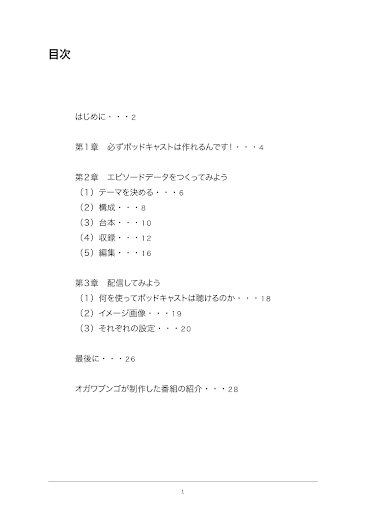 目次
はじめに・・・2
第1章　必ずポッドキャストは作れるんです！・・・4
第2章　エピソードデータをつくってみよう
（1）テーマを決める・・・6
（2）構成・・・8
（3）台本・・・10
（4）収録・・・12
（5）編集・・・16
第3章　配信してみよう
（1）何を使ってポッドキャストは聴けるのか・・・18
（2）イメージ画像・・・19
（3）それぞれの設定・・・20
最後に・・・26
オガワブンゴが制作した番組の紹介・・・28
1